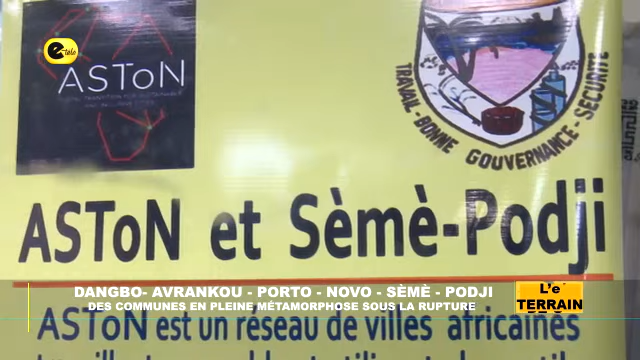 e
télé
ASToN
TRAVAIL - BONNE GOUVERNANCE - SÉCURITÉ
ASToN et Sèmè-Podji
DANGBO- AVRANKOU - PORTO - NOVO - SÈMÈ - PODJI
DES COMMUNES EN PLEINE MÉTAMORPHOSE SOUS LA RUPTURE
L'e
TERRAIN
ASToN est un réseau de villes africaines